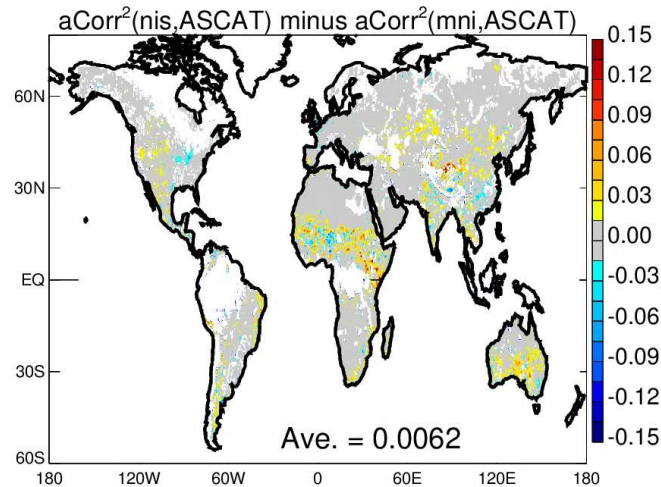 aCorr²(nis,ASCAT) minus aCorr²(mni,ASCAT)
60N
30N
EQ
30S
60S
180
120W
60W
0
60E
120E
180
Ave. = 0.0062
0.15
0.12
0.09
0.06
0.03
0.00
-0.03
-0.06
-0.09
-0.12
-0.15